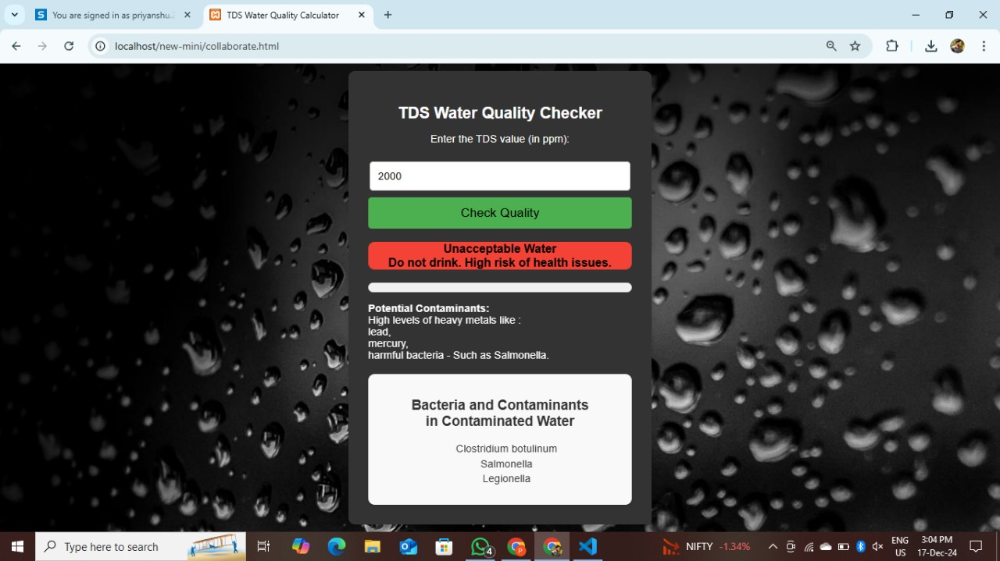 You are signed in as priyanshu.
TDS Water Quality Calculator
localhost/new-mini/collaborate.html
TDS Water Quality Checker
Enter the TDS value (in ppm):
2000
Check Quality
Unacceptable Water
Do not drink. High risk of health issues.
Potential Contaminants:
High levels of heavy metals like :
lead,
mercury,
harmful bacteria - Such as Salmonella.
Bacteria and Contaminants
in Contaminated Water
Clostridium botulinum
Salmonella
Legionella
Type here to search
4
P
NIFTY -1.34%
ENG
US
3:04 PM
17-Dec-24